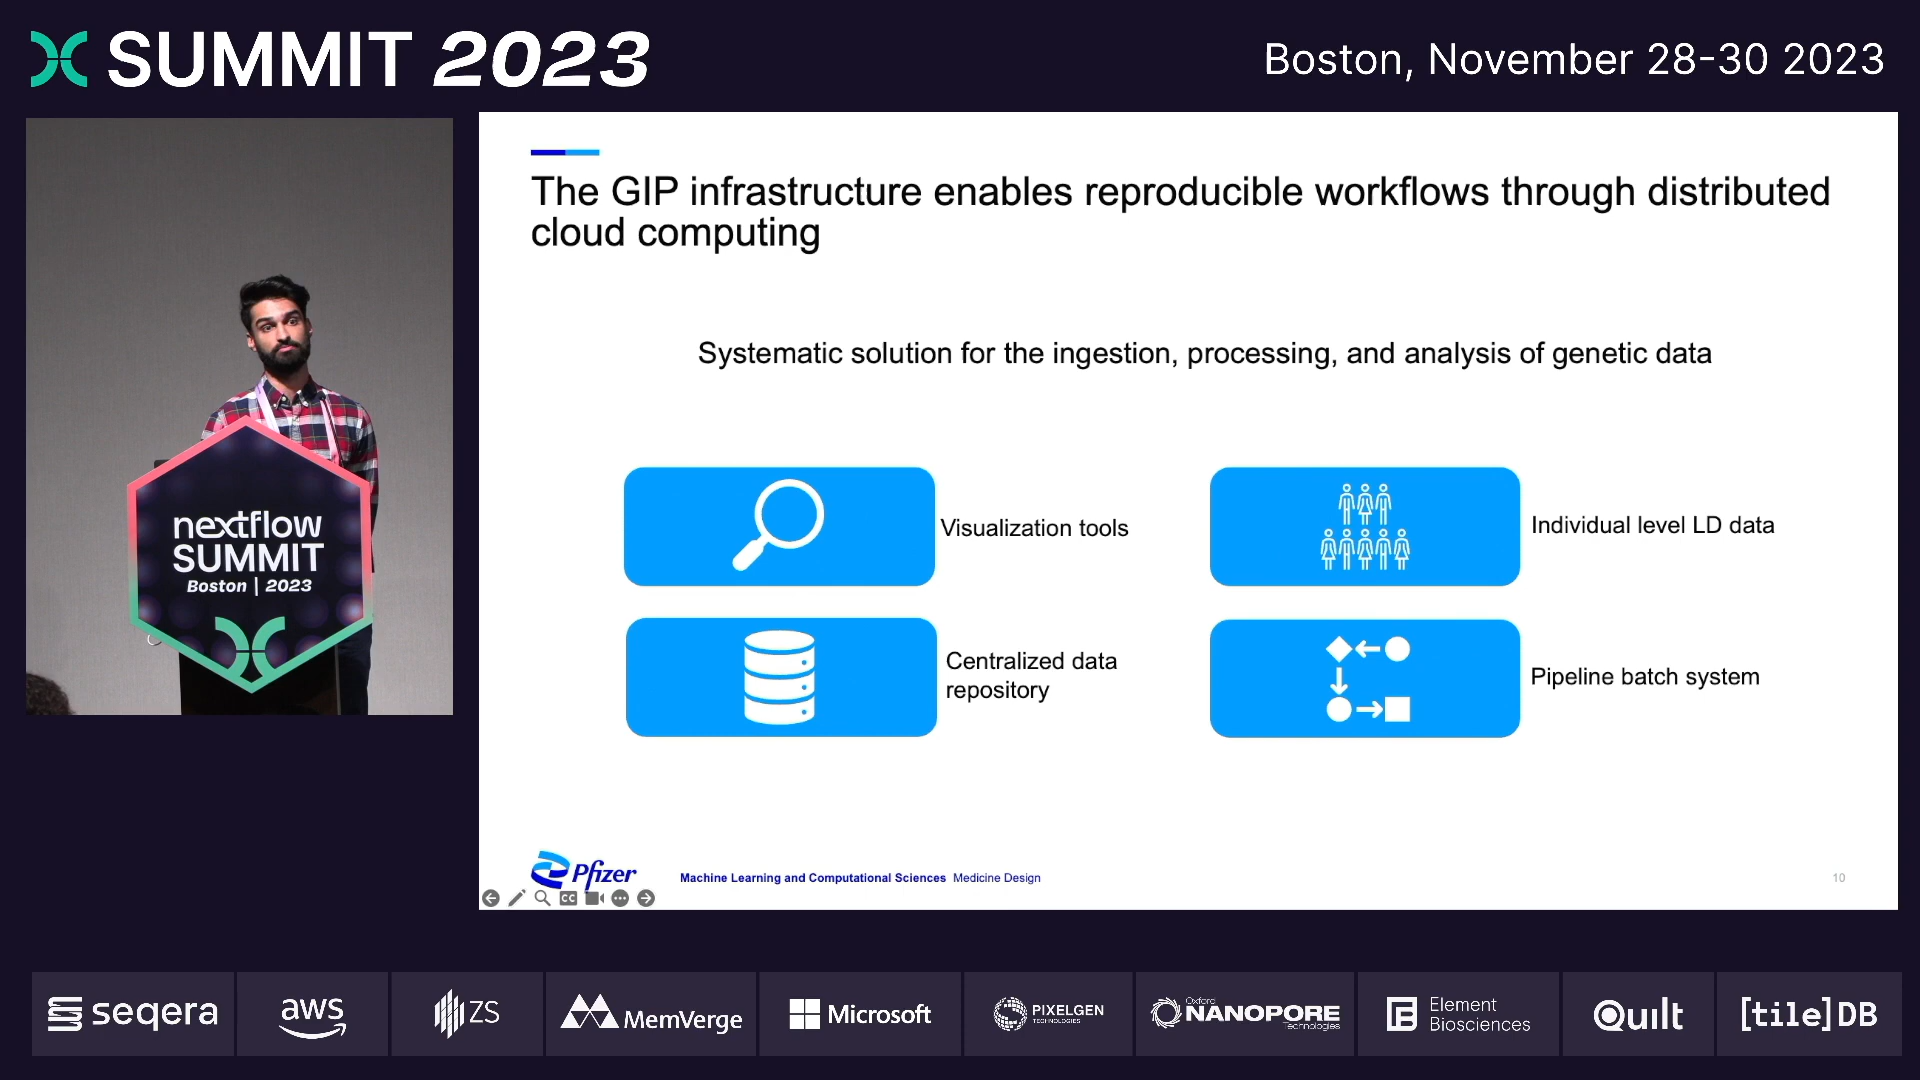 SUMMIT 2023
Boston, November 28-30 2023
nextflow
SUMMIT
Boston | 2023
The GIP infrastructure enables reproducible workflows through distributed
cloud computing
Systematic solution for the ingestion, processing, and analysis of genetic data
Visualization tools
Individual level LD data
Centralized data
repository
Pipeline batch system
Pfizer
Machine Learning and Computational Sciences Medicine Design
10
CC
seqera
aws
ZS
MemVerge
Microsoft
PIXELGEN
TECHNOLOGIES
Oxford
NANOPORE
Technologies
Element
Biosciences
Quilt
[tile]DB